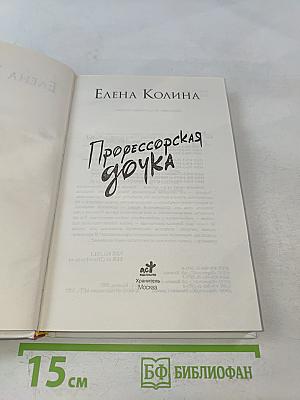 Елена Колина
Профессорская
дочка
АСТ
Хранитель
Москва
15 см
БФ БИБЛИОФАН